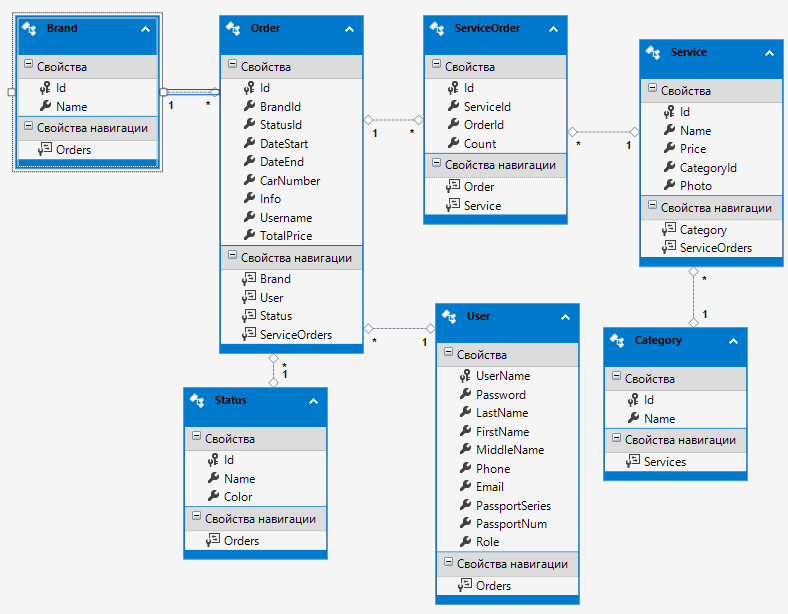 Brand
Свойства
Id
Name
Свойства навигации
Orders
1
*
Order
Свойства
Id
BrandId
StatusId
DateStart
DateEnd
CarNumber
Info
Username
TotalPrice
Свойства навигации
Brand
User
Status
ServiceOrders
1
*
ServiceOrder
Свойства
Id
ServiceId
OrderId
Count
Свойства навигации
Order
Service
*
1
Service
Свойства
Id
Name
Price
CategoryId
Photo
Свойства навигации
Category
ServiceOrders
*
1
Category
Свойства
Id
Name
Свойства навигации
Services
*
1
User
Свойства
UserName
Password
LastName
FirstName
MiddleName
Phone
Email
PassportSeries
PassportNum
Role
Свойства навигации
Orders
*
1
Status
Свойства
Id
Name
Color
Свойства навигации
Orders